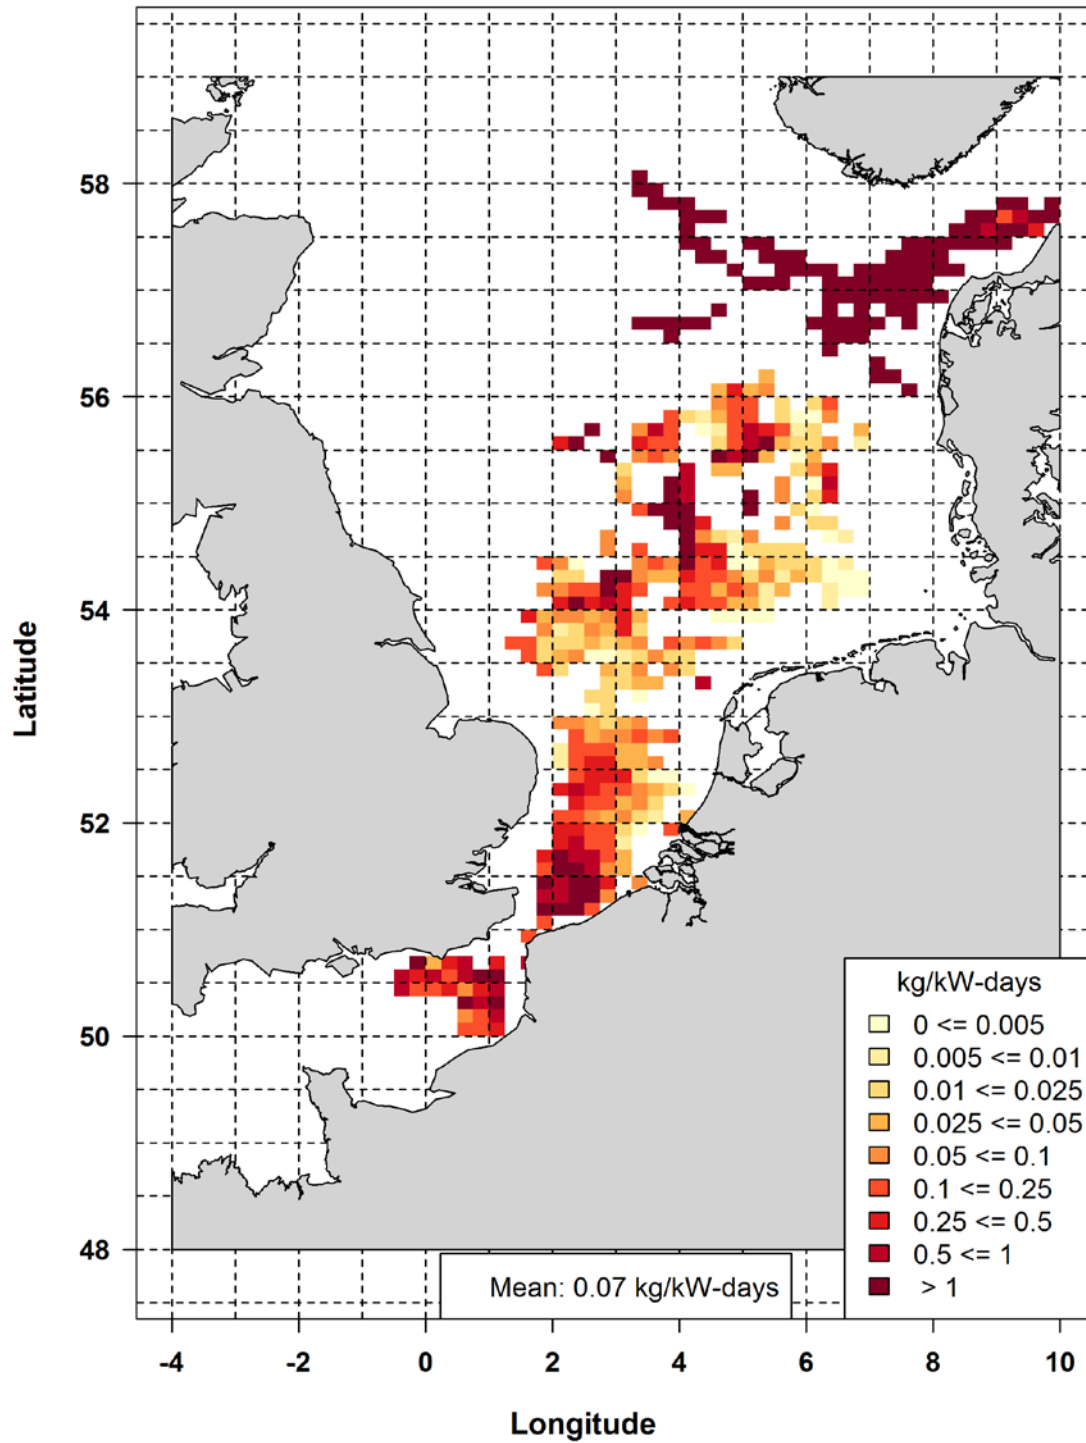 58
56
54
52
50
48
Latitude
kg/kW-days
0 <= 0.005
0.005 <= 0.01
0.01 <= 0.025
0.025 <= 0.05
0.05 <= 0.1
0.1 <= 0.25
0.25 <= 0.5
0.5 <= 1
> 1
Mean: 0.07 kg/kW-days
-4 -2 0 2 4 6 8 10
Longitude